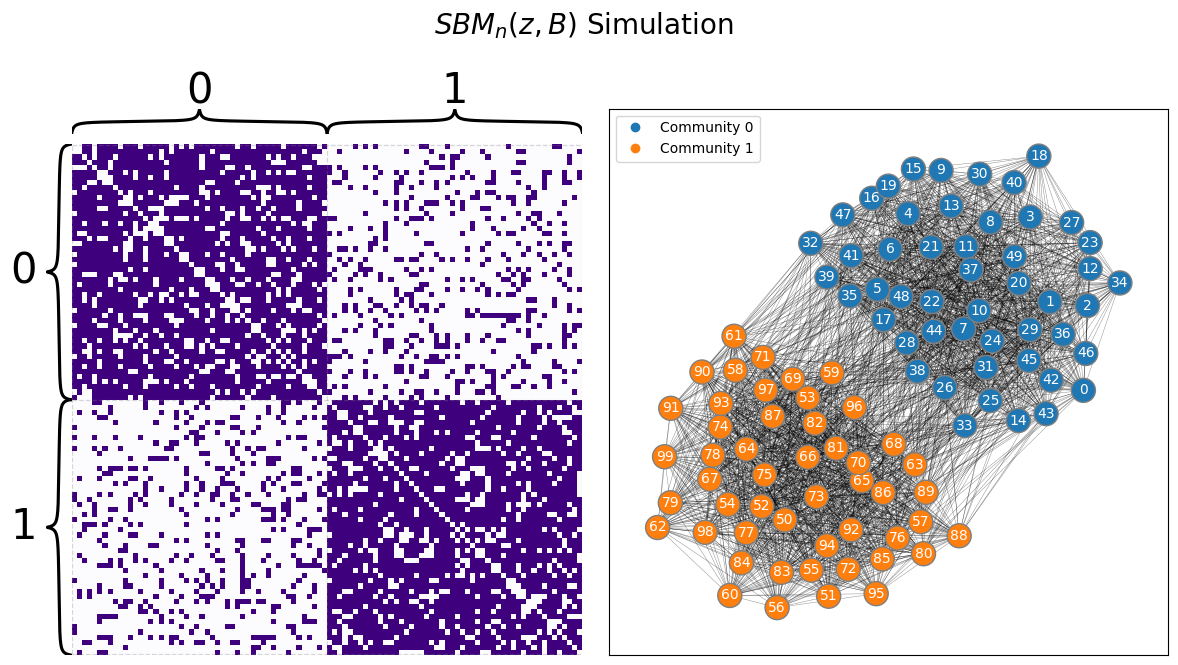 SBMₙ(z, B) Simulation
0 1
0
1
Community 0
Community 1
18
15 9 30 40
19 16
47 4 13 8 3 27
32 41 6 21 11 49 23
39 37 12
35 5 48 22 20 1 34 2
17 10
28 44 7 24 29 36
38 31 45 46
26 25 42 0
33 14 43
61 71
90 58 69 59
97 53
91 93 87 96
74 82
99 78 64 66 81 68
67 75 70 63
65
79 54 52 73 86 89
62 98 77 50 92 57 88
94 76
84 83 55 72 85 80
60 56 51 95